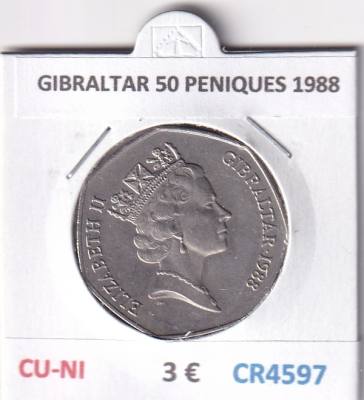 GIBRALTAR 50 PENIQUES 1988
ELIZABETH II
GIBRALTAR · 1988
CU-NI 3 € CR4597